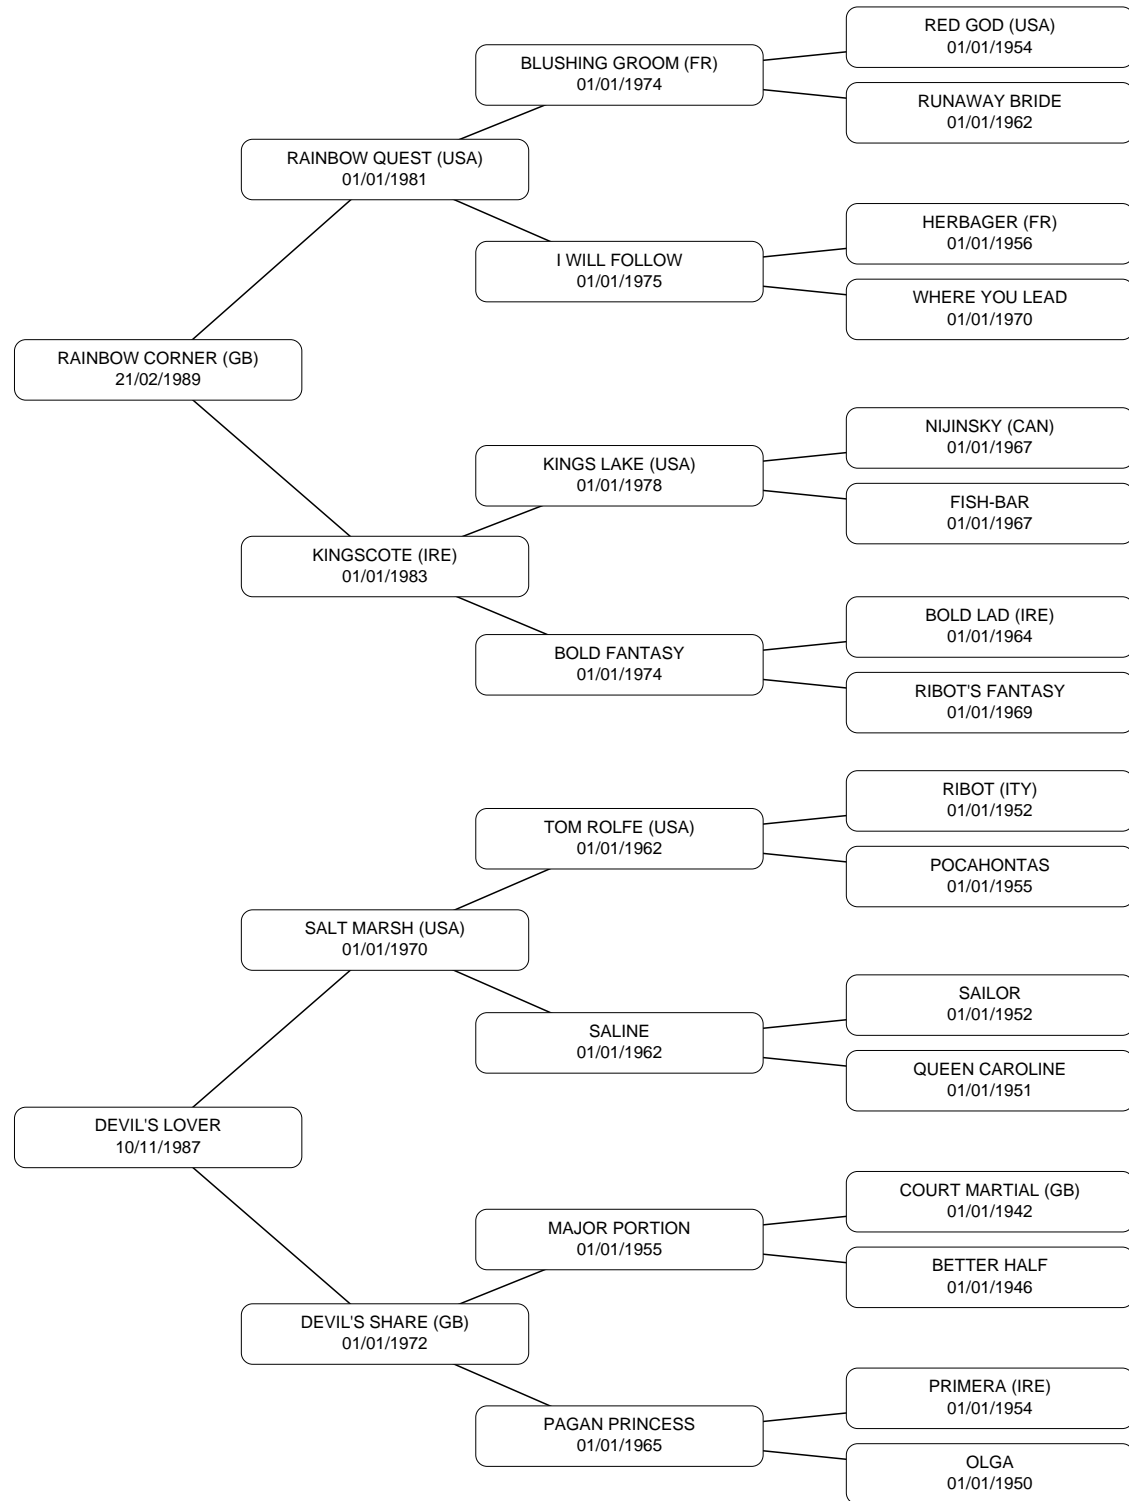 RED GOD (USA)
01/01/1954
BLUSHING GROOM (FR)
01/01/1974
RUNAWAY BRIDE
01/01/1962
RAINBOW QUEST (USA)
01/01/1981
HERBAGER (FR)
01/01/1956
I WILL FOLLOW
01/01/1975
WHERE YOU LEAD
01/01/1970
RAINBOW CORNER (GB)
21/02/1989
NIJINSKY (CAN)
01/01/1967
KINGS LAKE (USA)
01/01/1978
FISH-BAR
01/01/1967
KINGSCOTE (IRE)
01/01/1983
BOLD LAD (IRE)
01/01/1964
BOLD FANTASY
01/01/1974
RIBOT'S FANTASY
01/01/1969
RIBOT (ITY)
01/01/1952
TOM ROLFE (USA)
01/01/1962
POCAHONTAS
01/01/1955
SALT MARSH (USA)
01/01/1970
SAILOR
01/01/1952
SALINE
01/01/1962
QUEEN CAROLINE
01/01/1951
DEVIL'S LOVER
10/11/1987
COURT MARTIAL (GB)
01/01/1942
MAJOR PORTION
01/01/1955
BETTER HALF
01/01/1946
DEVIL'S SHARE (GB)
01/01/1972
PRIMERA (IRE)
01/01/1954
PAGAN PRINCESS
01/01/1965
OLGA
01/01/1950